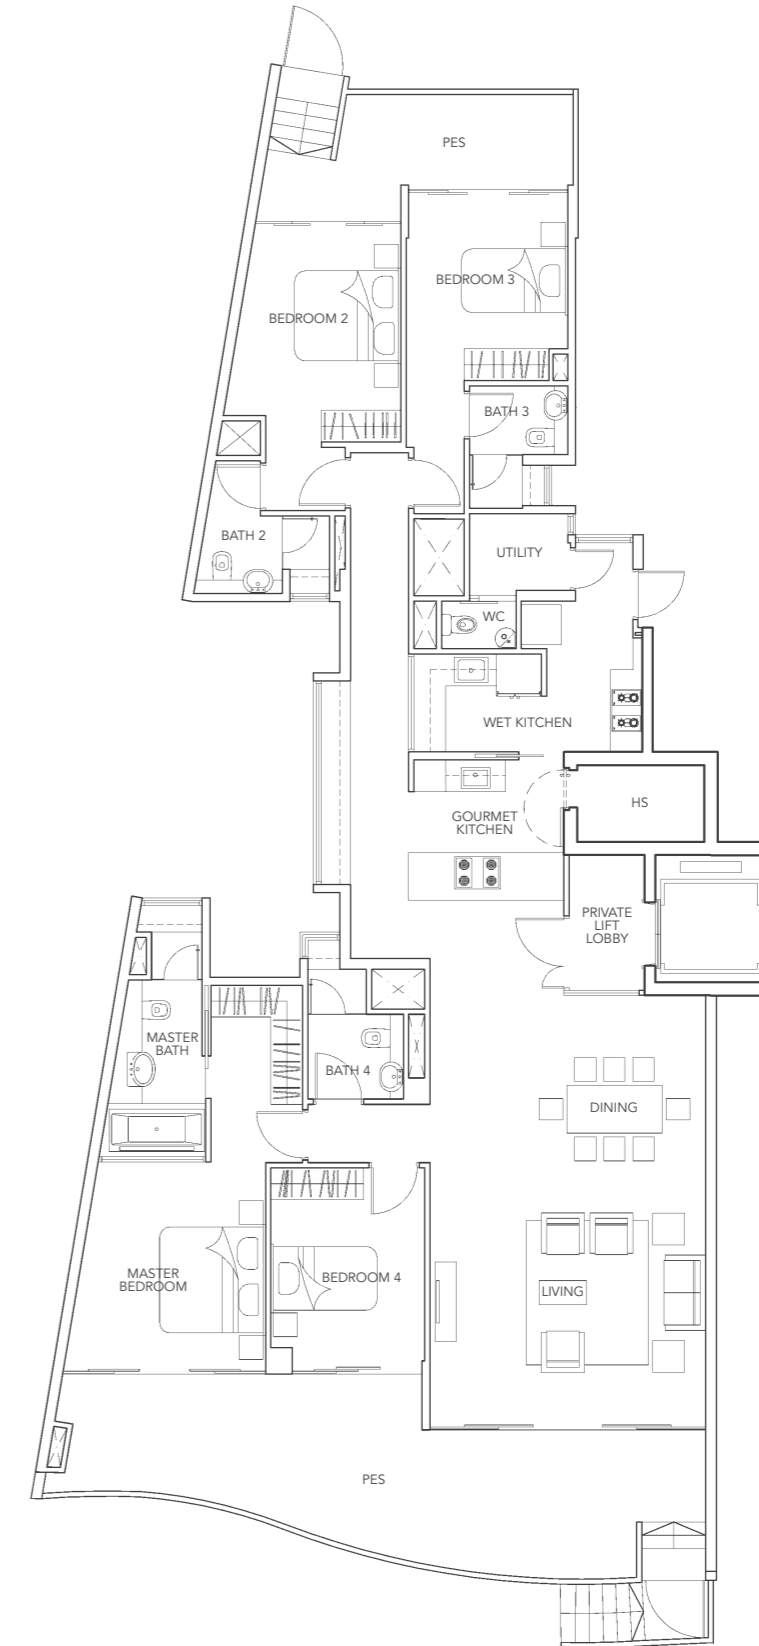 PES
BEDROOM 3
BEDROOM 2
BATH 3
BATH 2
UTILITY
WC
WET KITCHEN
HS
GOURMET
KITCHEN
PRIVATE
LIFT
LOBBY
MASTER
BATH
BATH 4
DINING
MASTER
BEDROOM
BEDROOM 4
LIVING
PES